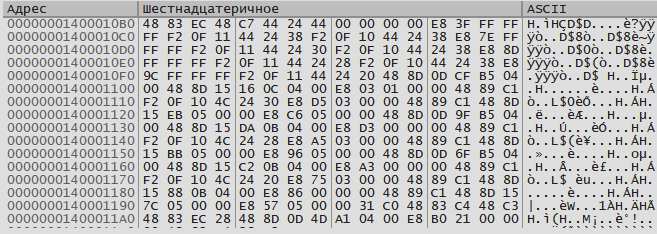 Адрес Шестнадцатеричное ASCII
00000001400010B0 48 83 EC 48 C7 44 24 44 00 00 00 00 E8 3F FF FF H.ìHÇD$D....è?ÿÿ
00000001400010C0 FF F2 0F 11 44 24 38 F2 0F 10 44 24 38 E8 7E FF ÿò..D$8ò..D$8è~ÿ
00000001400010D0 FF FF F2 0F 11 44 24 30 F2 0F 10 44 24 38 E8 8D ÿÿò..D$0ò..D$8è.
00000001400010E0 FF FF FF F2 0F 11 44 24 28 F2 0F 10 44 24 38 E8 ÿÿÿò..D$(ò..D$8è
00000001400010F0 9C FF FF FF F2 0F 11 44 24 20 48 8D 0D CF B5 04 .ÿÿÿò..D$ H..Ïµ.
0000000140001100 00 48 8D 15 16 0C 04 00 E8 03 01 00 00 48 89 C1 .H......è....H.Á
0000000140001110 F2 0F 10 4C 24 30 E8 D5 03 00 00 48 89 C1 48 8D ò..L$0èÕ...H.ÁH.
0000000140001120 15 EB 05 00 00 E8 C6 05 00 00 48 8D 0D 9F B5 04 .ë...èÆ...H...µ.
0000000140001130 00 48 8D 15 DA 0B 04 00 E8 D3 00 00 00 48 89 C1 .H..Ú...èÓ...H.Á
0000000140001140 F2 0F 10 4C 24 28 E8 A5 03 00 00 48 89 C1 48 8D ò..L$(è¥...H.ÁH.
0000000140001150 15 BB 05 00 00 E8 96 05 00 00 48 8D 0D 6F B5 04 .»...è....H..oµ.
0000000140001160 00 48 8D 15 C2 0B 04 00 E8 A3 00 00 00 48 89 C1 .H..Â...è£...H.Á
0000000140001170 F2 0F 10 4C 24 20 E8 75 03 00 00 48 89 C1 48 8D ò..L$ èu...H.ÁH.
0000000140001180 15 88 0B 04 00 E8 86 00 00 00 48 89 C1 48 8D 15 .....è....H.ÁH..
0000000140001190 7C 05 00 00 E8 57 05 00 00 31 C0 48 83 C4 48 C3 |...èW...1ÀH.ÄHÃ
00000001400011A0 48 83 EC 28 48 8D 0D 4D A1 04 00 E8 B0 21 00 00 H.ì(H..M¡..è°!..